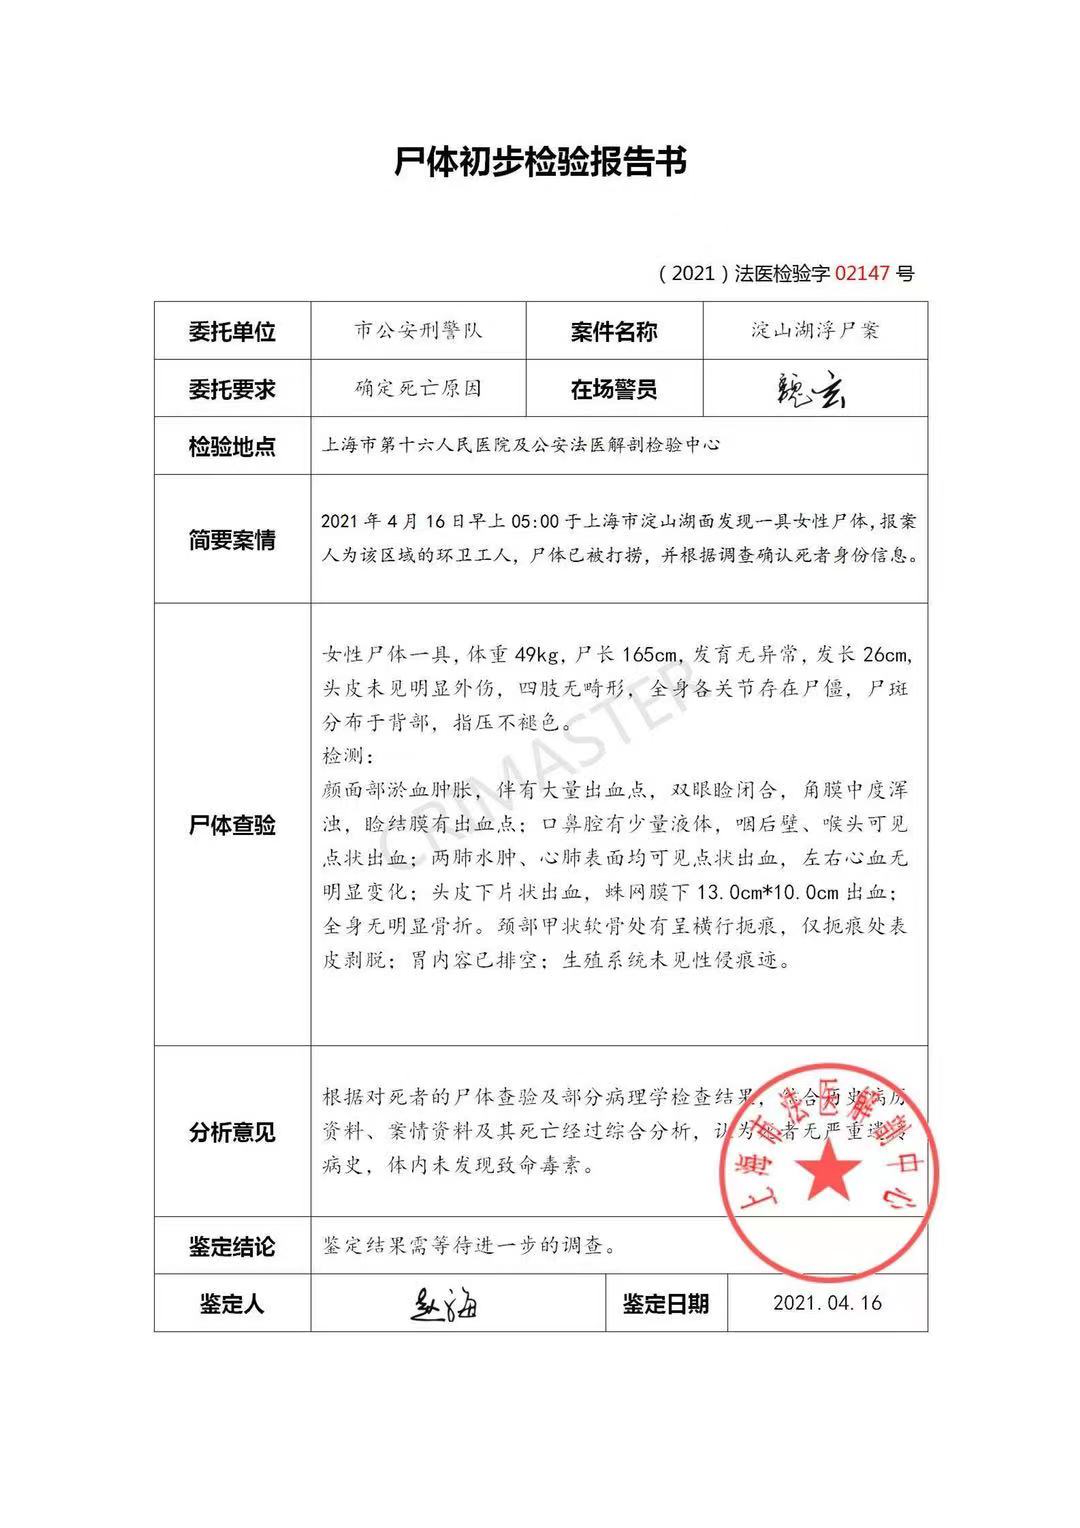 尸体初步检验报告书
（2021）法医检验字 02147 号
委托单位 市公安刑警队 案件名称 淀山湖浮尸案
委托要求 确定死亡原因 在场警员 魏玄
检验地点 上海市第十六人民医院及公安法医解剖检验中心
简要案情
2021 年 4 月 16 日早上 05:00 于上海市淀山湖面发现一具女性尸体，报案
人为该区域的环卫工人，尸体已被打捞，并根据调查确认死者身份信息。
尸体查验
女性尸体一具，体重 49kg，尸长 165cm，发育无异常，发长 26cm，
头皮未见明显外伤，四肢无畸形，全身各关节存在尸僵，尸斑
分布于背部，指压不褪色。
检测：
颜面部淤血肿胀，伴有大量出血点，双眼睑闭合，角膜中度浑
浊，睑结膜有出血点；口鼻腔有少量液体，咽后壁、喉头可见
点状出血；两肺水肿、心肺表面均可见点状出血，左右心血无
明显变化；头皮下片状出血，蛛网膜下 13.0cm*10.0cm 出血；
全身无明显骨折。颈部甲状软骨处有呈横行扼痕，仅扼痕处表
皮剥脱；胃内容已排空；生殖系统未见性侵痕迹。
CRIMASTER
分析意见
根据对死者的尸体查验及部分病理学检查结果，结合历史病历
资料、案情资料及其死亡经过综合分析，认为死者无严重遗传
病史，体内未发现致命毒素。
上海市法医解剖中心
鉴定结论 鉴定结果需等待进一步的调查。
鉴定人 赵海 鉴定日期 2021.04.16